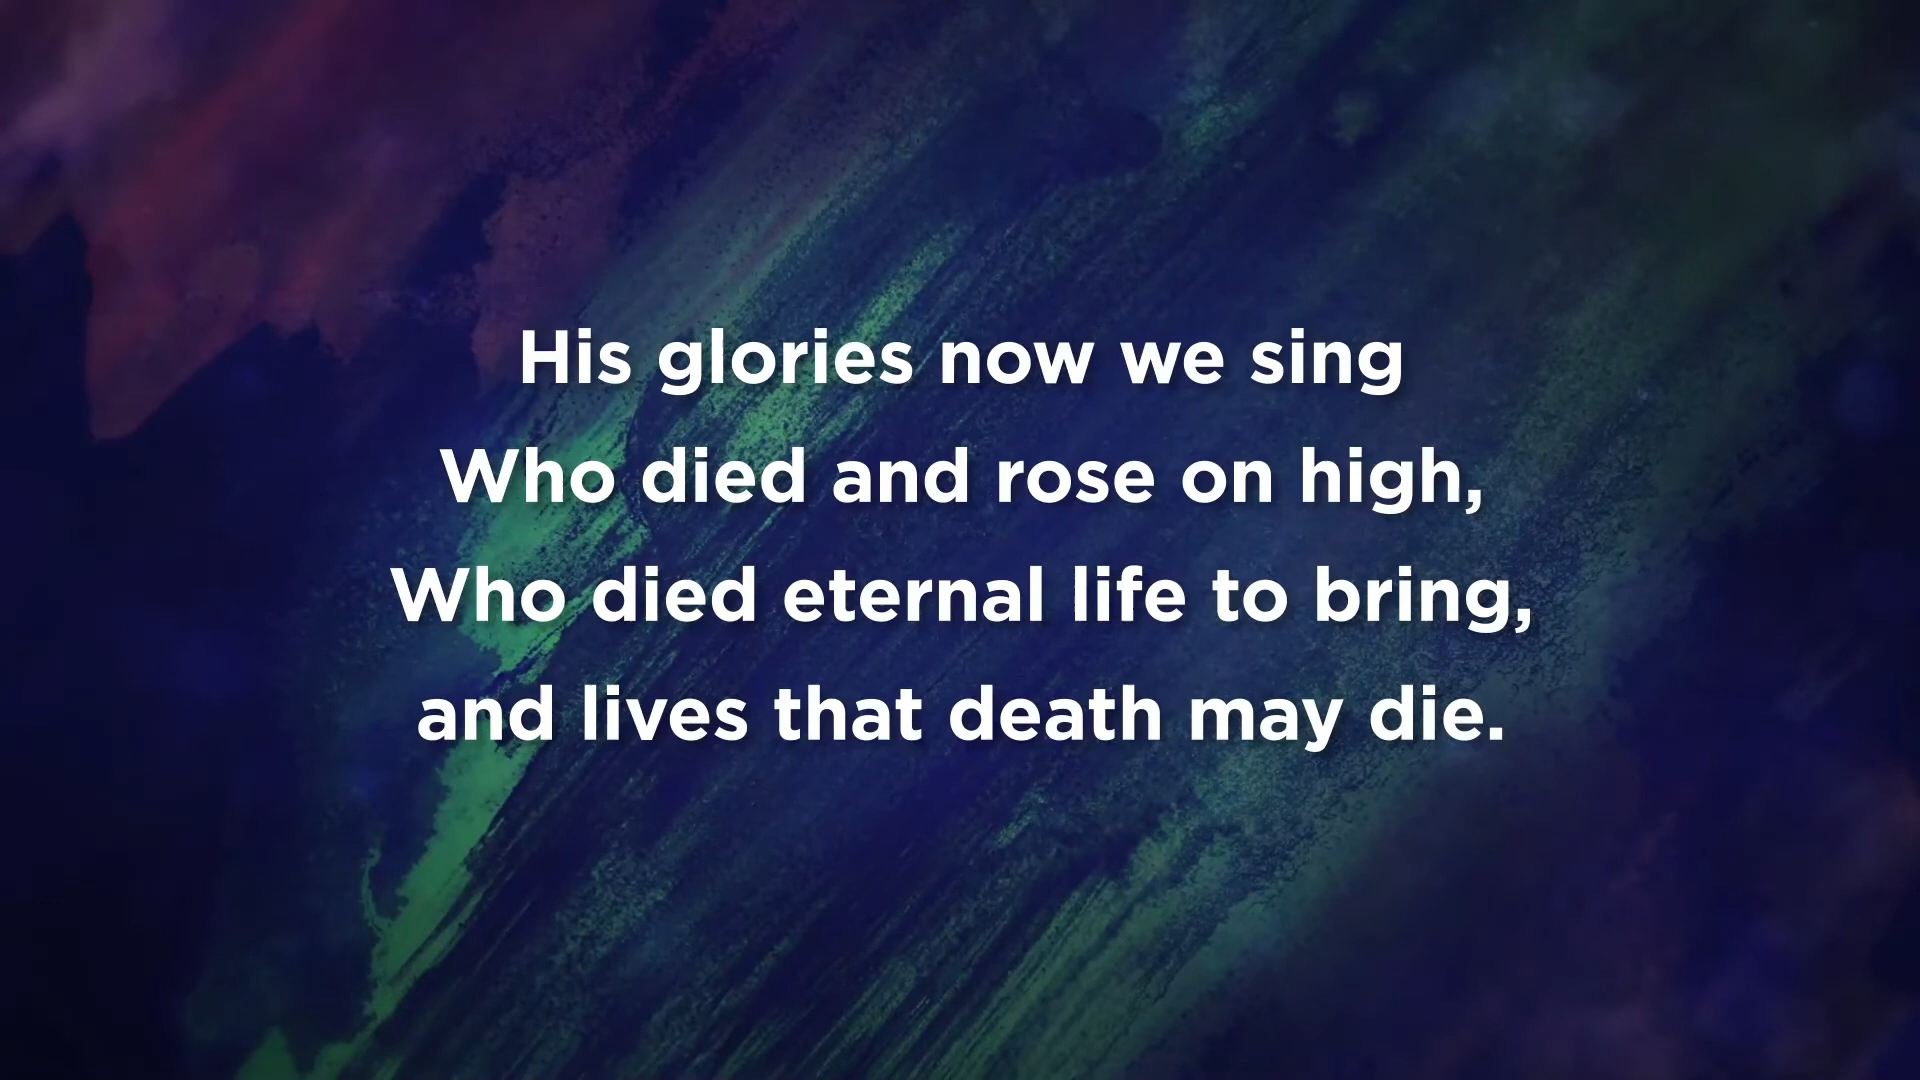 His glories now we sing
Who died and rose on high,
Who died eternal life to bring,
and lives that death may die.